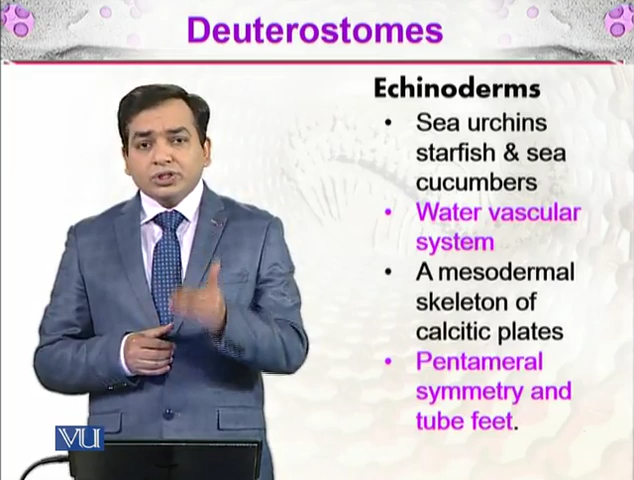 Deuterostomes
Echinoderms
• Sea urchins
starfish & sea
cucumbers
• Water vascular
system
• A mesodermal
skeleton of
calcitic plates
• Pentameral
symmetry and
tube feet.
VU